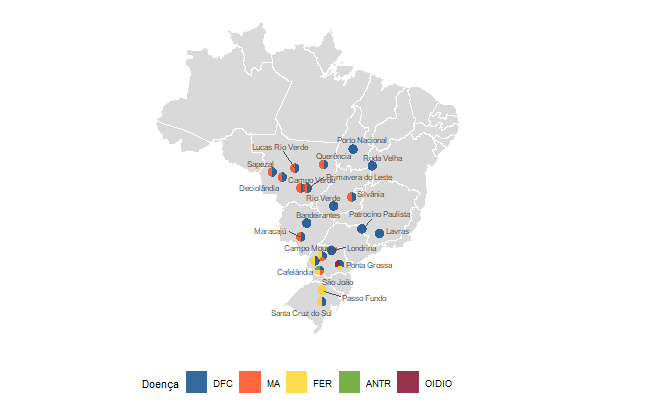 Porto Nacional
Lucas Rio Verde
Querência
Roda Velha
Sapezal
Campo Verde
Primavera do Leste
Deciolândia
Silvânia
Rio Verde
Bandeirantes
Patrocino Paulista
Maracajú
Lavras
Campo Mourão
Londrina
Ponta Grossa
Cafelândia
São João
Passo Fundo
Santa Cruz do Sul
Doença DFC MA FER ANTR OIDIO